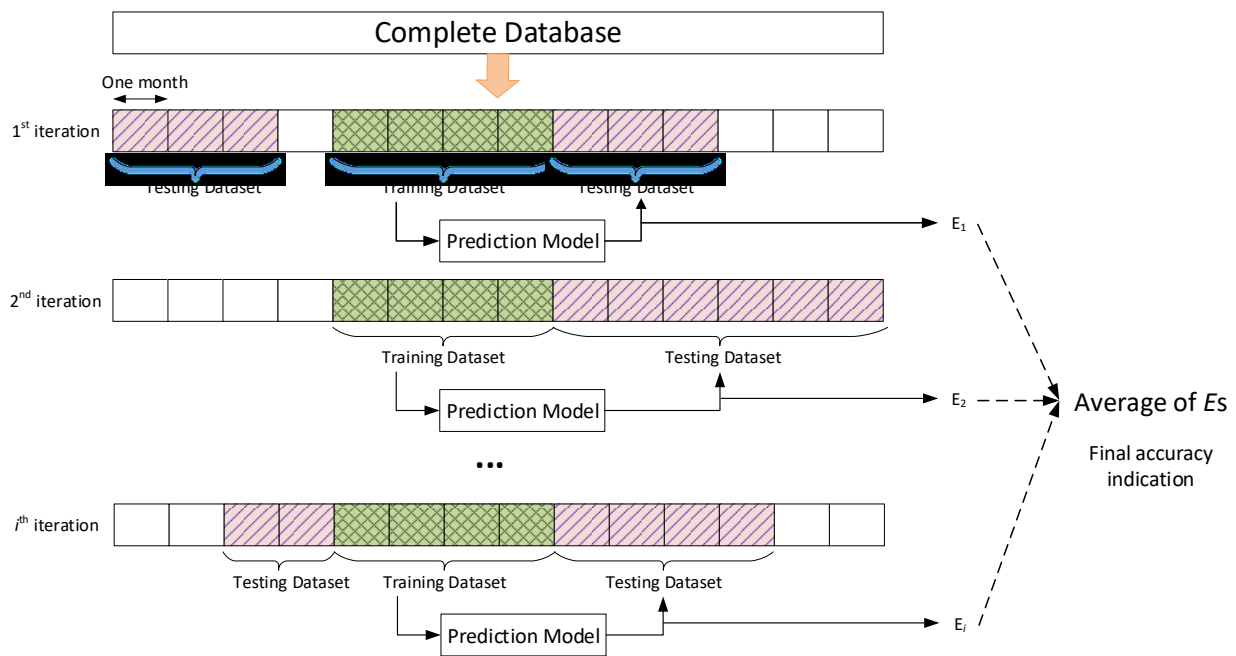 Complete Database
One month
1st iteration
Testing Dataset
Training Dataset
Testing Dataset
Prediction Model
E1
2nd iteration
Training Dataset
Testing Dataset
Prediction Model
E2
Average of Es
Final accuracy
indication
...
ith iteration
Testing Dataset
Training Dataset
Testing Dataset
Prediction Model
Ei